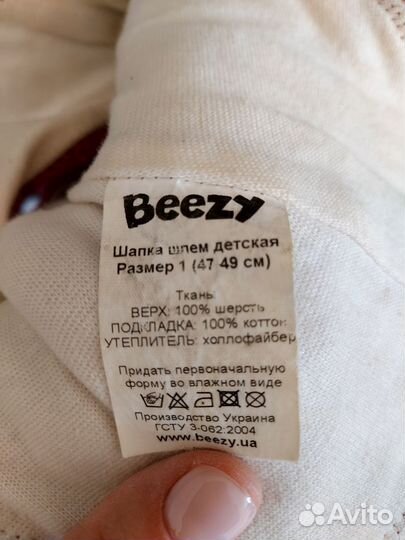 Beezy
Шапка шлем детская
Размер 1 (47-49 см)
Ткань:
ВЕРХ: 100% шерсть
ПОДКЛАДКА: 100% коттон
УТЕПЛИТЕЛЬ: холлофайбер
Придать первоначальную
форму во влажном виде
Производство Украина
ГСТУ 3-062:2004
www.beezy.ua
Avito